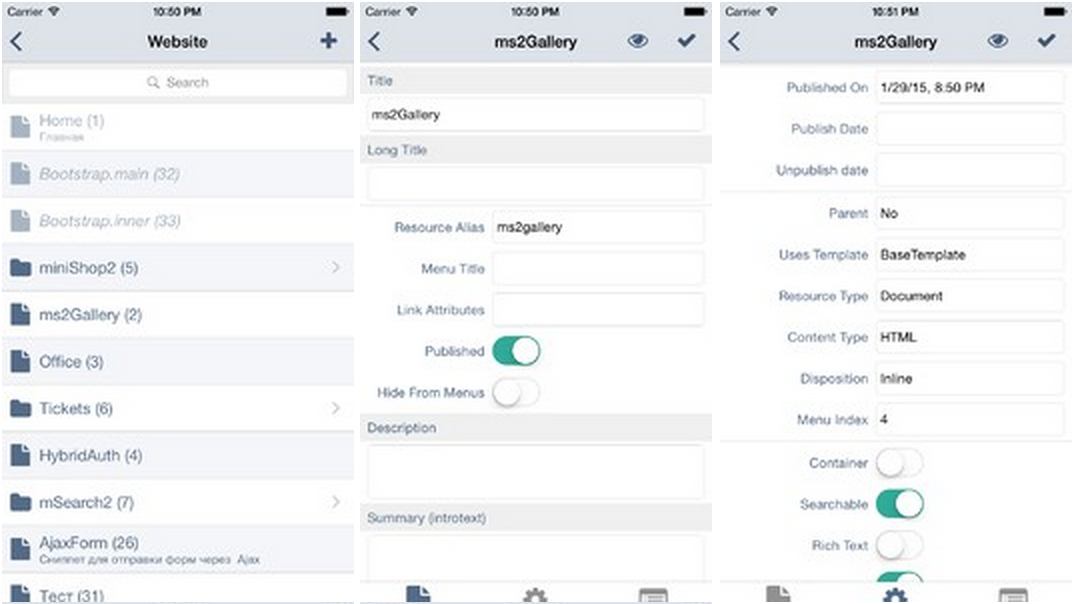 Carrier 10:50 PM
Website
Search
Home (1)
Главная
Bootstrap.main (32)
Bootstrap.inner (33)
miniShop2 (5)
ms2Gallery (2)
Office (3)
Tickets (6)
HybridAuth (4)
mSearch2 (7)
AjaxForm (26)
Сниппет для отправки форм через Ajax
Тест (31)
Carrier 10:50 PM
ms2Gallery
Title
ms2Gallery
Long Title
Resource Alias ms2gallery
Menu Title
Link Attributes
Published
Hide From Menus
Description
Summary (introtext)
Carrier 10:51 PM
ms2Gallery
Published On 1/29/15, 8:50 PM
Publish Date
Unpublish date
Parent No
Uses Template BaseTemplate
Resource Type Document
Content Type HTML
Disposition Inline
Menu Index 4
Container
Searchable
Rich Text